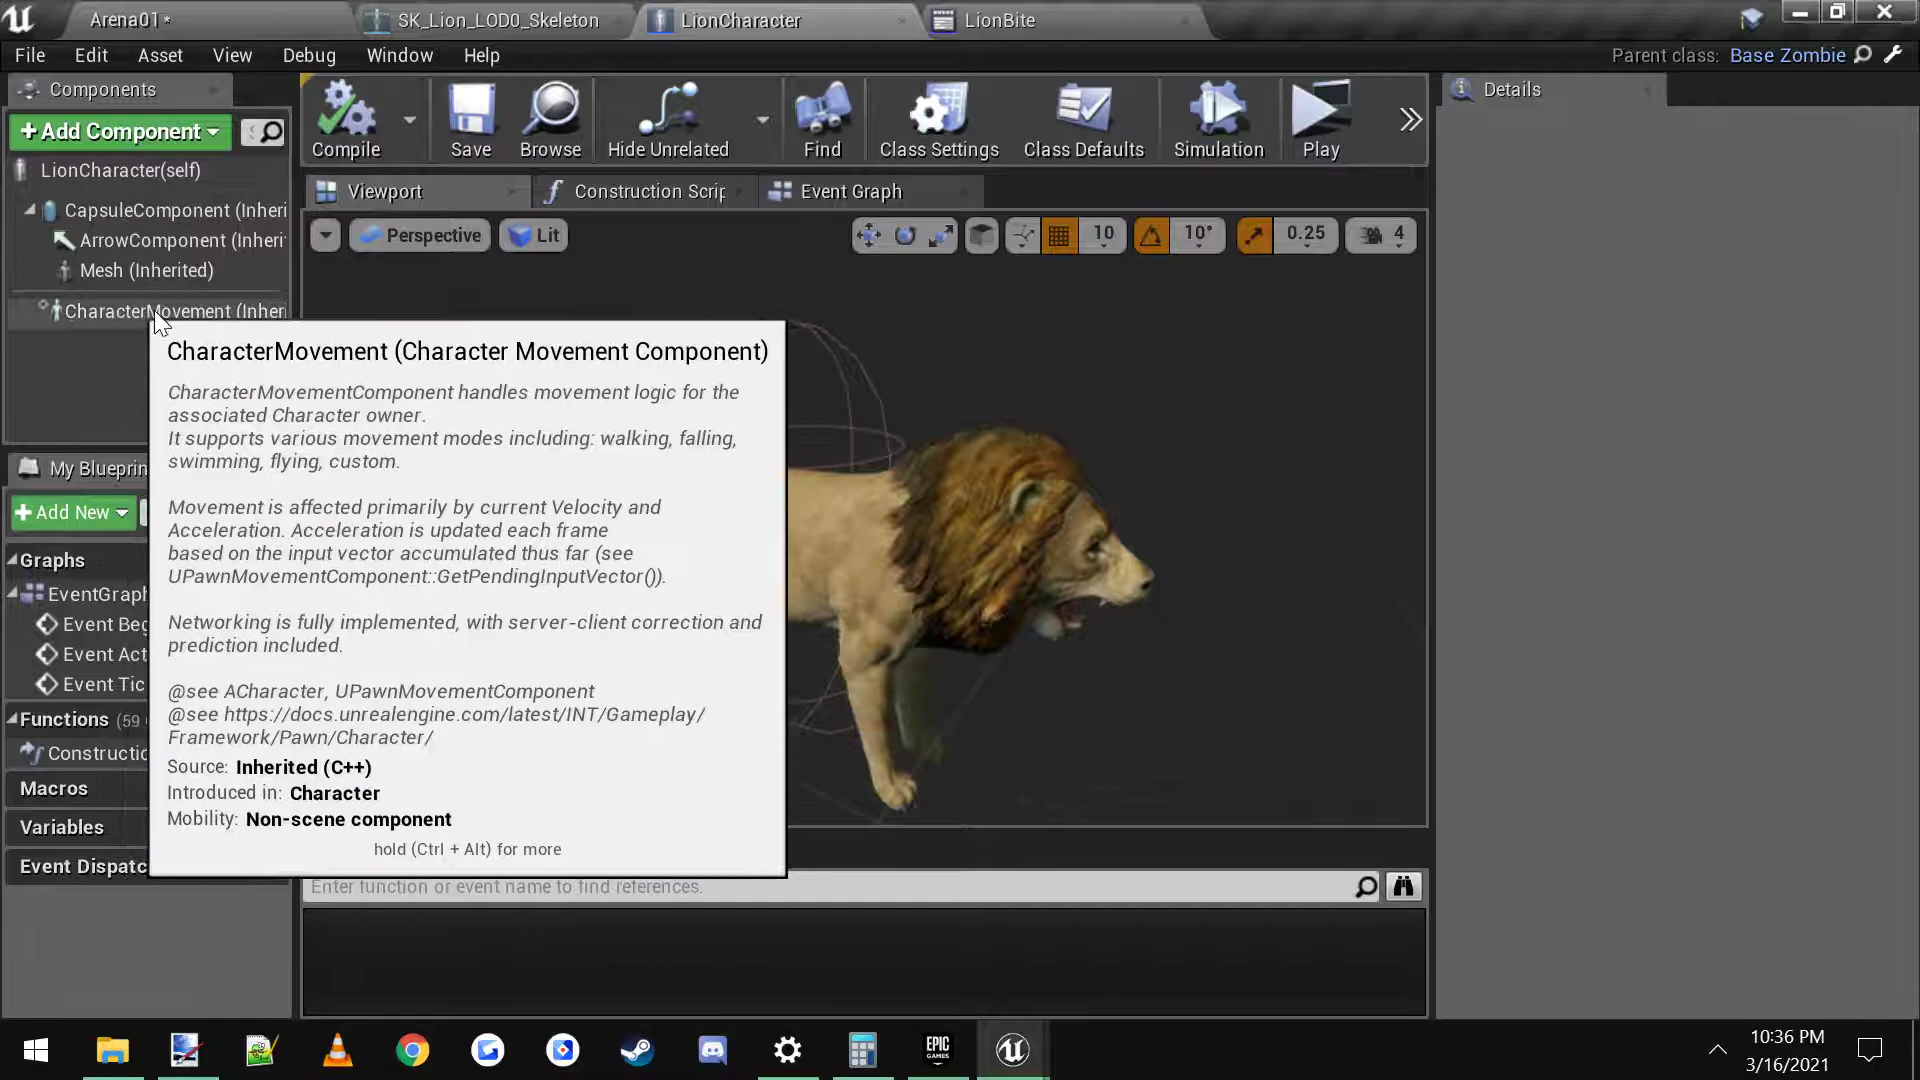 Arena01*
SK_Lion_LOD0_Skeleton
LionCharacter
LionBite
File Edit Asset View Debug Window Help
Parent class: Base Zombie
Components
Details
+Add Component
Compile
Save
Browse
Hide Unrelated
Find
Class Settings
Class Defaults
Simulation
Play
LionCharacter(self)
CapsuleComponent (Inheri
ArrowComponent (Inheri
Mesh (Inherited)
CharacterMovement (Inheri
Viewport
Construction Scrip
Event Graph
Perspective
Lit
10
10°
0.25
4
CharacterMovement (Character Movement Component)
CharacterMovementComponent handles movement logic for the
associated Character owner.
It supports various movement modes including: walking, falling,
swimming, flying, custom.
Movement is affected primarily by current Velocity and
Acceleration. Acceleration is updated each frame
based on the input vector accumulated thus far (see
UPawnMovementComponent::GetPendingInputVector()).
Networking is fully implemented, with server-client correction and
prediction included.
@see ACharacter, UPawnMovementComponent
@see https://docs.unrealengine.com/latest/INT/Gameplay/
Framework/Pawn/Character/
Source: Inherited (C++)
Introduced in: Character
Mobility: Non-scene component
hold (Ctrl + Alt) for more
My Blueprin
+Add New
Graphs
EventGraph
Event Beg
Event Act
Event Tic
Functions (59
Constructio
Macros
Variables
Event Dispatc
Enter function or event name to find references.
EPIC
GAMES
10:36 PM
3/16/2021